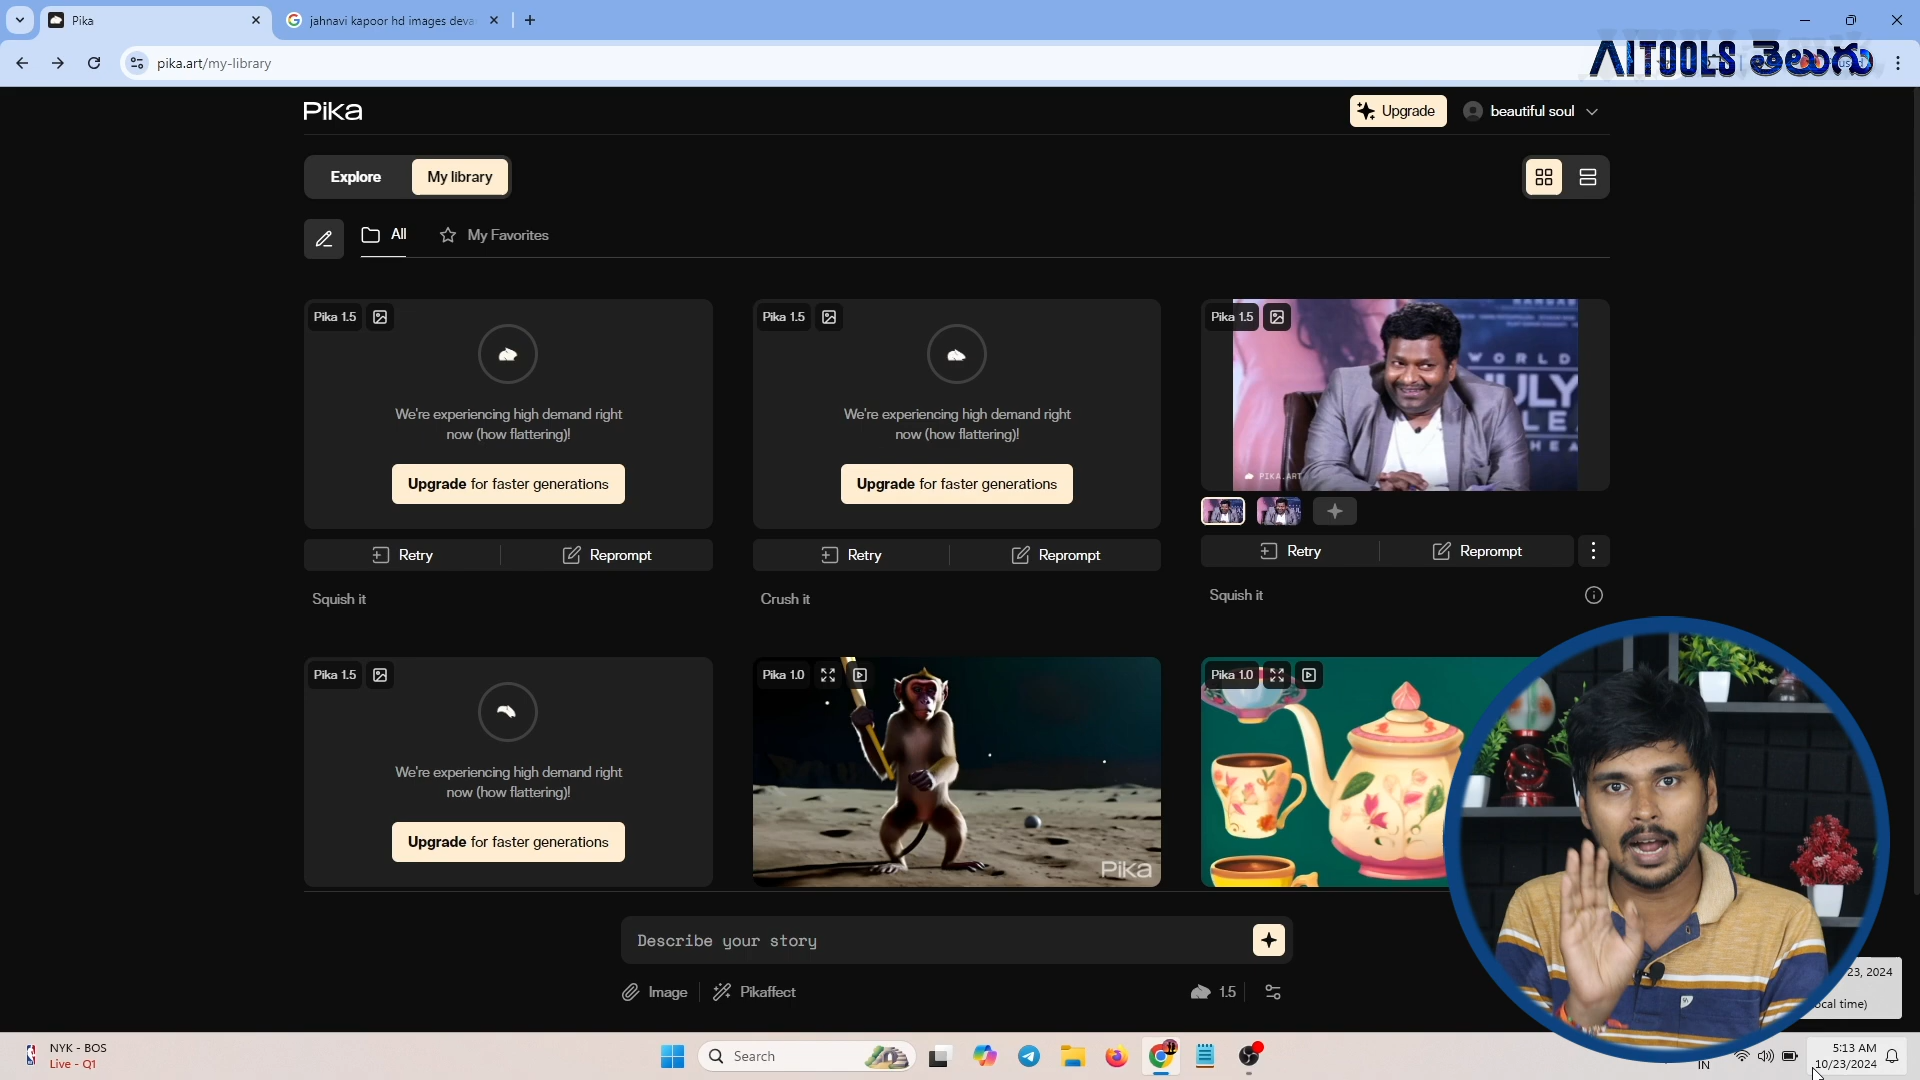 Pika
jahnavi kapoor hd images deva
pika.art/my-library
AITOOLS తెలుగు
Pika
Upgrade
beautiful soul
Explore
My library
All
My Favorites
Pika 1.5
We're experiencing high demand right
now (how flattering)!
Upgrade for faster generations
Retry
Reprompt
Squish it
Pika 1.5
We're experiencing high demand right
now (how flattering)!
Upgrade for faster generations
Retry
Reprompt
Crush it
Pika 1.5
WORLD
JULY
PIKA.ART
Retry
Reprompt
Squish it
Pika 1.5
We're experiencing high demand right
now (how flattering)!
Upgrade for faster generations
Pika 1.0
Pika
Pika 1.0
Describe your story
Image
Pikaffect
1.5
23, 2024
ocal time)
NYK - BOS
Live - Q1
Search
IN
5:13 AM
10/23/2024